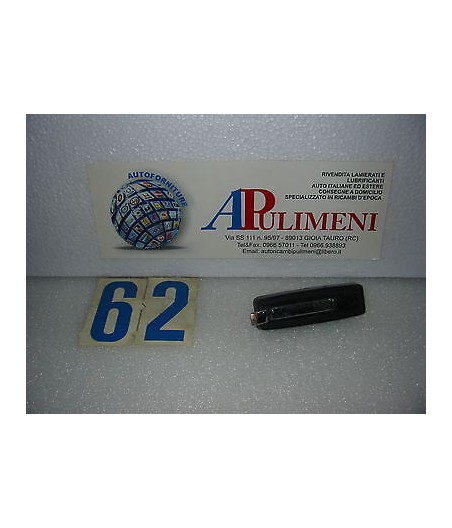 AUTOFORNITURE
APULIMENI
RIVENDITA LAMIERATI E
LUBRIFICANTI
AUTO ITALIANE ED ESTERE
CONSEGNE A DOMICILIO
SPECIALIZZATO IN RICAMBI D'EPOCA
Via SS 111 n. 95/97 - 89013 GIOIA TAURO (RC)
Tel&Fax: 0966 57011 - Tel 0966 938893
Email: autoricambipulimeni@libero.it
62